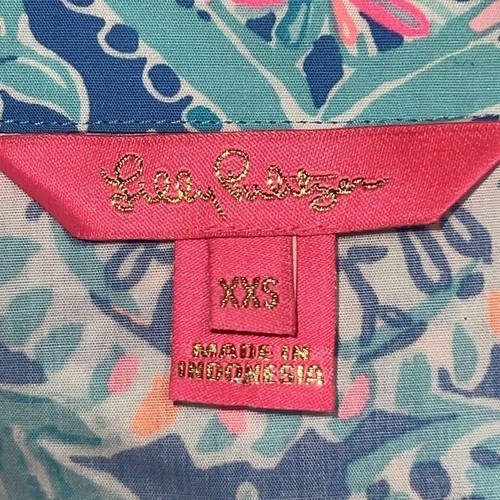 Lilly Pulitzer
XXS
MADE IN
INDONESIA